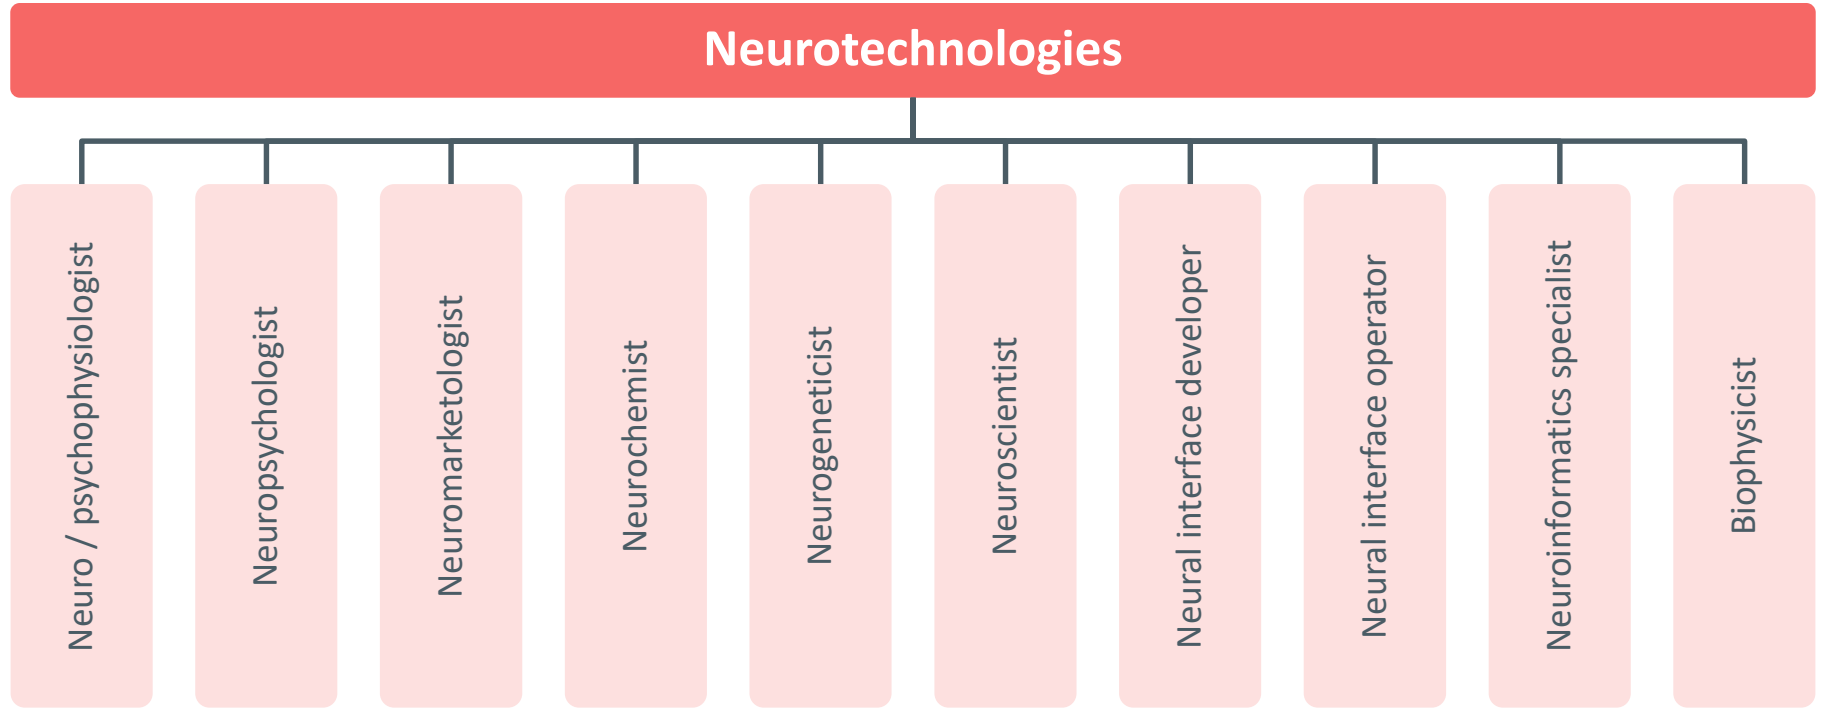 Neurotechnologies
Neuro / psychophysiologist
Neuropsychologist
Neuromarketologist
Neurochemist
Neurogeneticist
Neuroscientist
Neural interface developer
Neural interface operator
Neuroinformatics specialist
Biophysicist